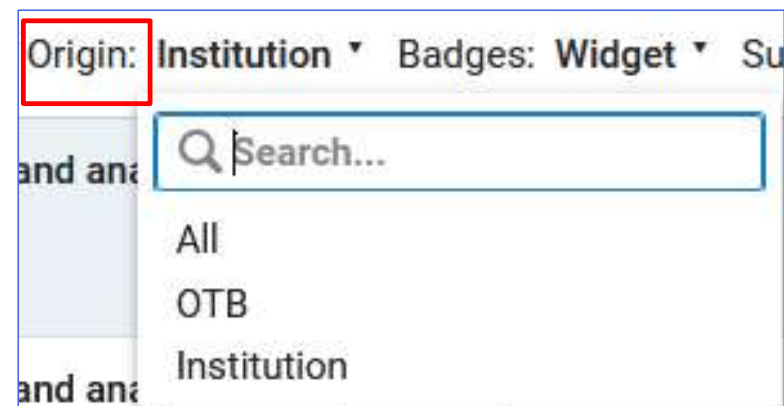 Origin: Institution ▾ Badges: Widget ▾ Su
and ana
Search...
All
OTB
Institution
and ana